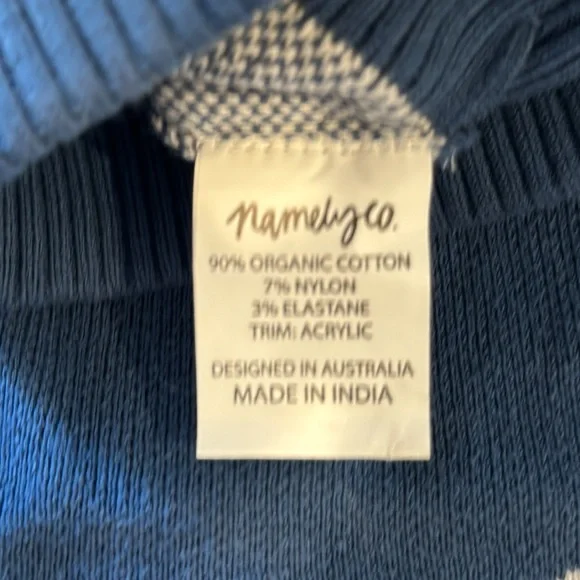 namelyco.
90% ORGANIC COTTON
7% NYLON
3% ELASTANE
TRIM: ACRYLIC
DESIGNED IN AUSTRALIA
MADE IN INDIA